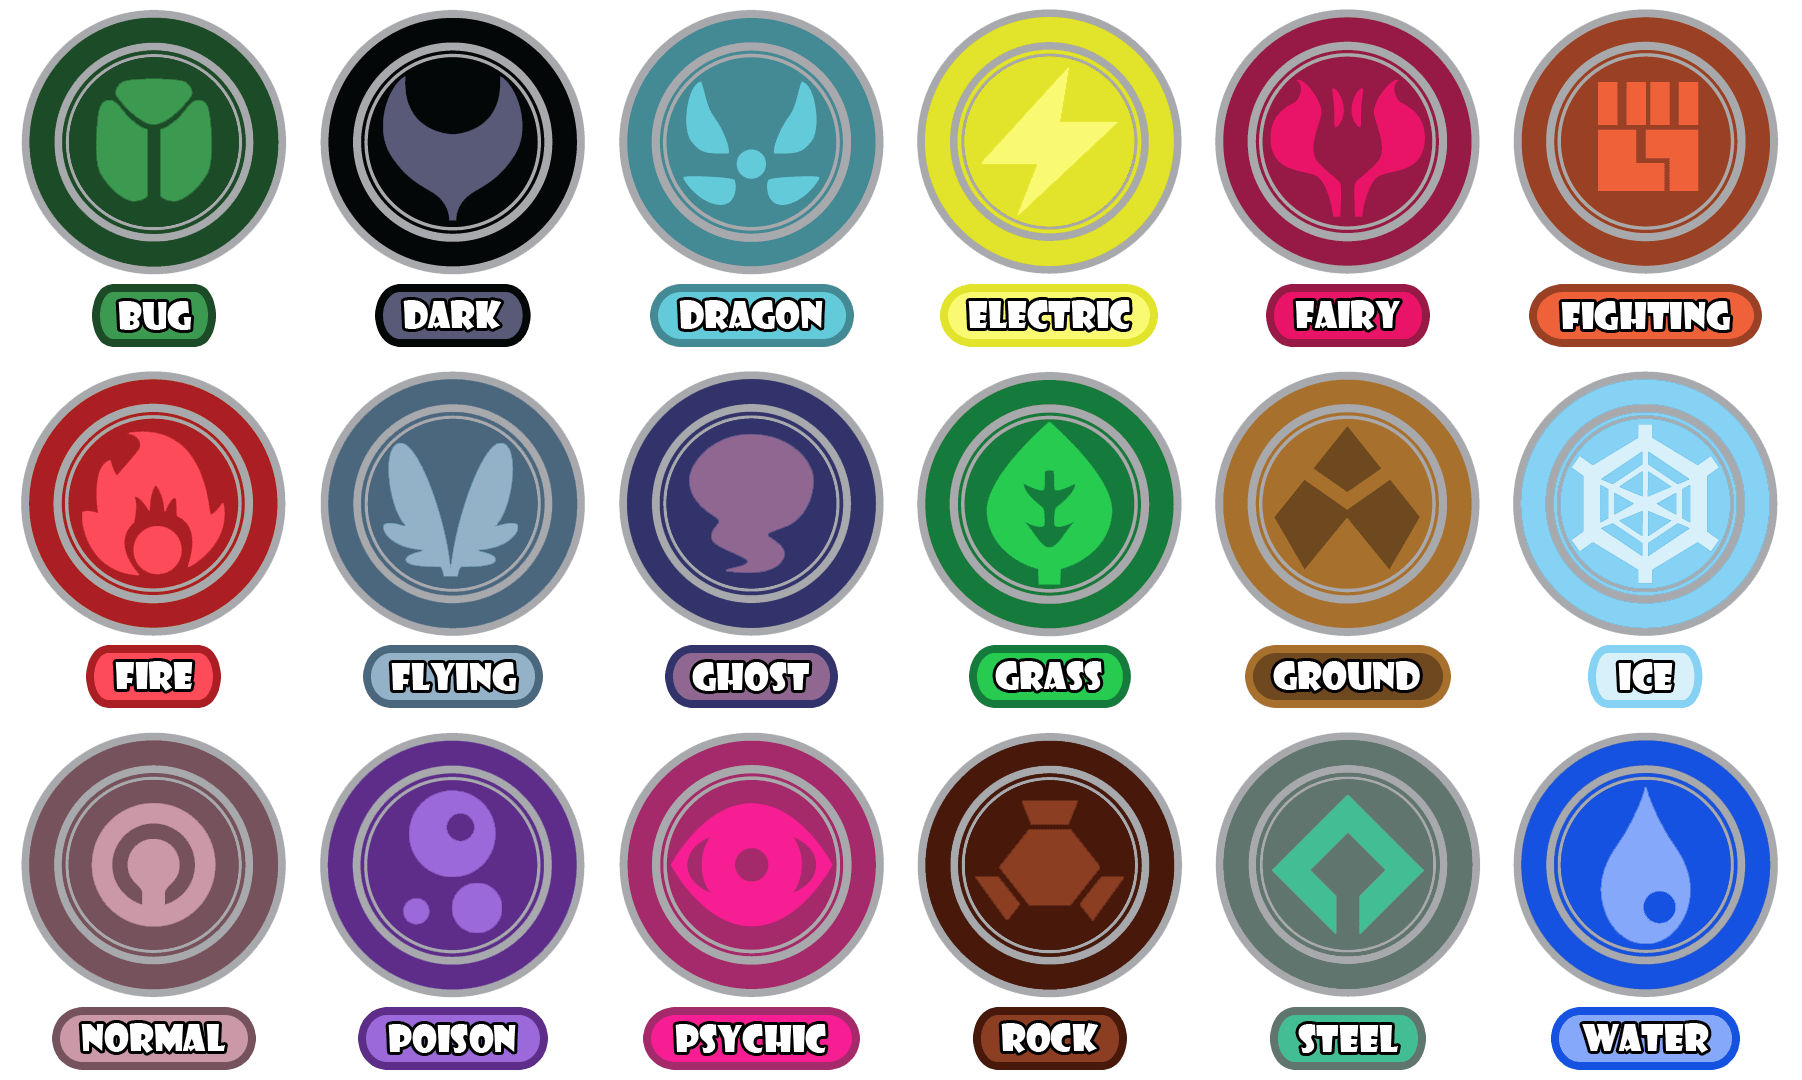 BUG
DARK
DRAGON
ELECTRIC
FAIRY
FIGHTING
FIRE
FLYING
GHOST
GRASS
GROUND
ICE
NORMAL
POISON
PSYCHIC
ROCK
STEEL
WATER